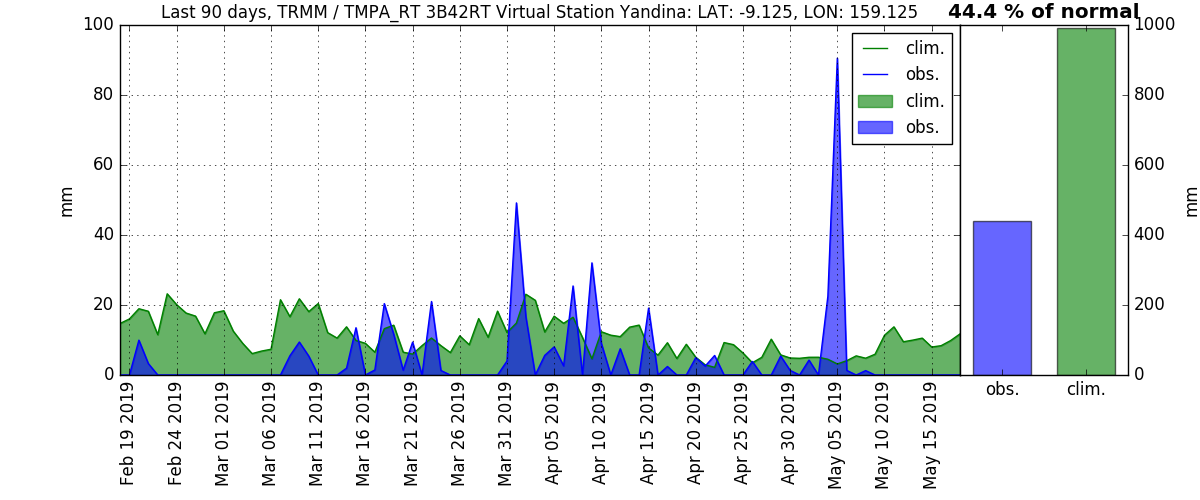 Last 90 days, TRMM / TMPA_RT 3B42RT Virtual Station Yandina: LAT: -9.125, LON: 159.125
44.4 % of normal
100
80
60
40
20
0
mm
clim.
obs.
clim.
obs.
1000
800
600
400
200
0
mm
Feb 19 2019
Feb 24 2019
Mar 01 2019
Mar 06 2019
Mar 11 2019
Mar 16 2019
Mar 21 2019
Mar 26 2019
Mar 31 2019
Apr 05 2019
Apr 10 2019
Apr 15 2019
Apr 20 2019
Apr 25 2019
Apr 30 2019
May 05 2019
May 10 2019
May 15 2019
obs.
clim.